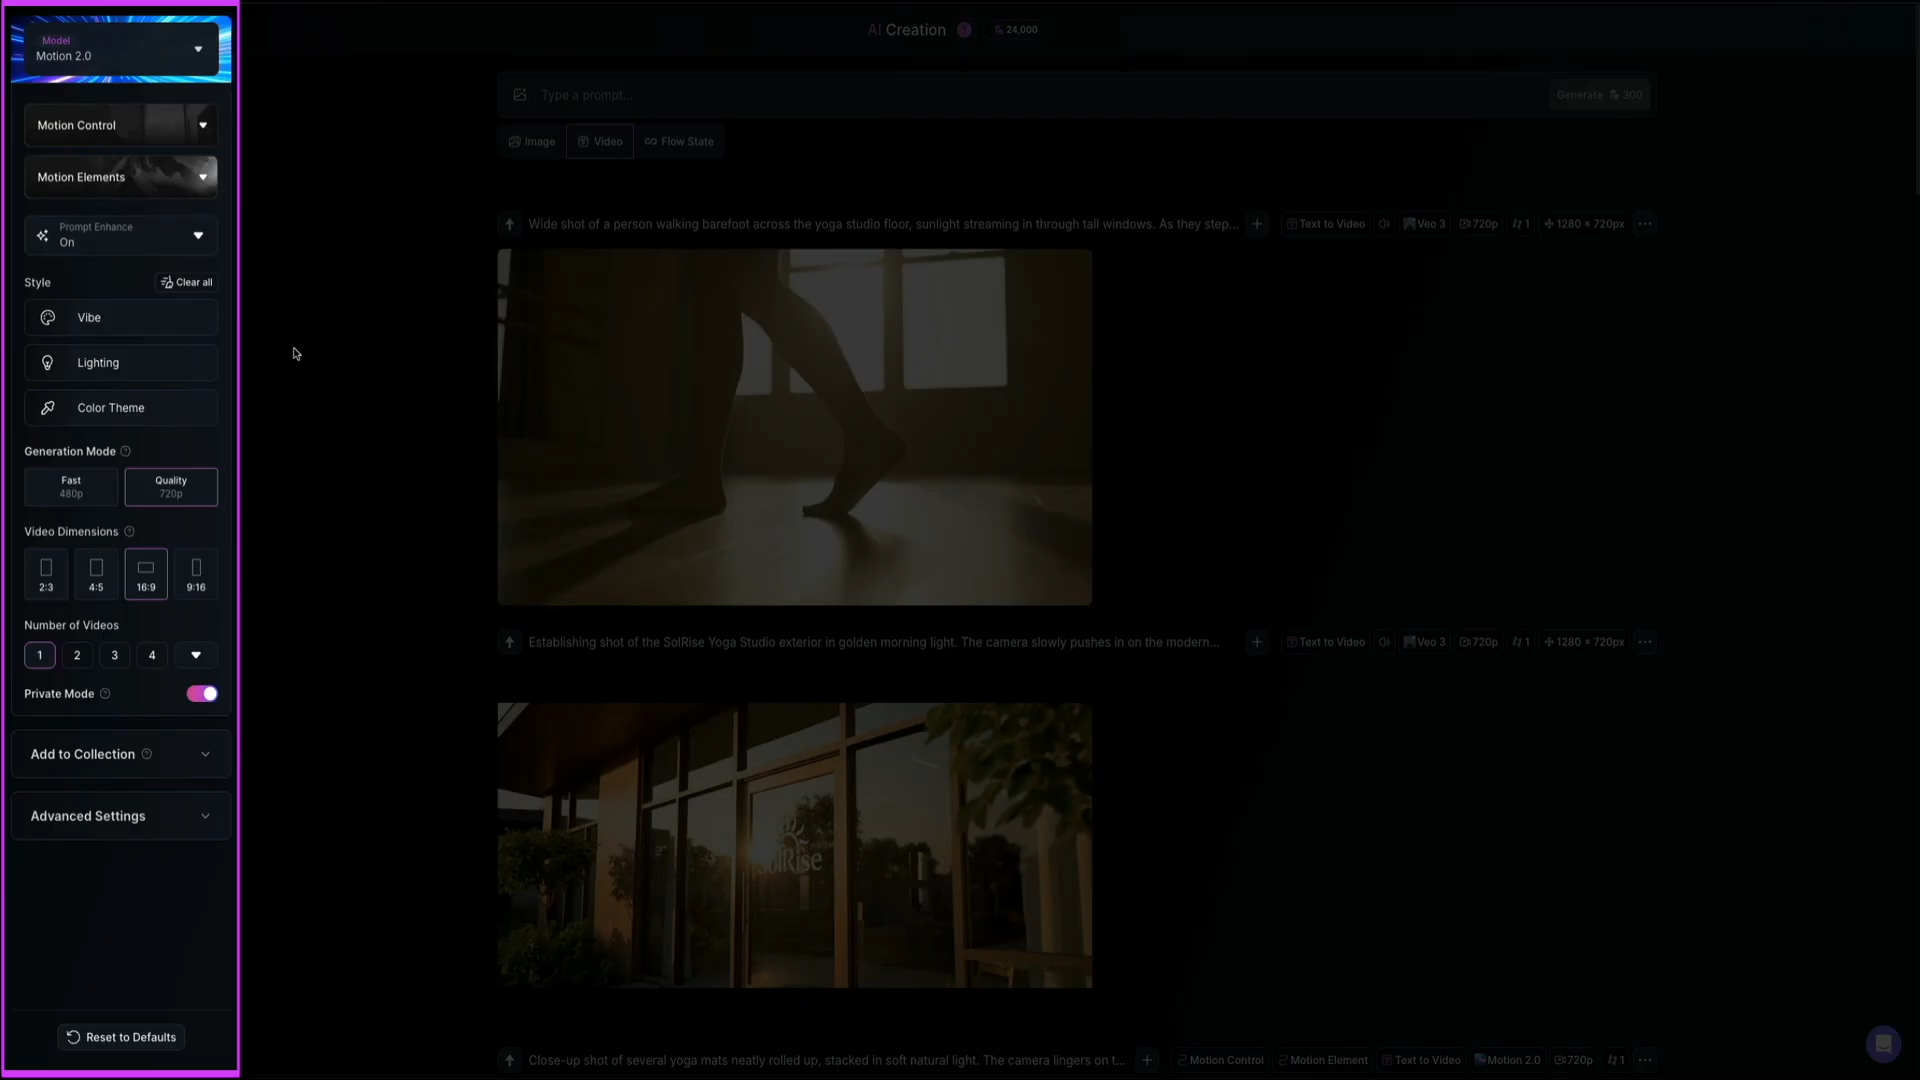 Model
Motion 2.0
Motion Control
Motion Elements
Prompt Enhance
On
Style
Clear all
Vibe
Lighting
Color Theme
Generation Mode
Fast
480p
Quality
720p
Video Dimensions
2:3
4:5
16:9
9:16
Number of Videos
1
2
3
4
Private Mode
Add to Collection
Advanced Settings
Reset to Defaults
AI Creation
24,000
Type a prompt...
Generate 300
Image
Video
Flow State
Wide shot of a person walking barefoot across the yoga studio floor, sunlight streaming in through tall windows. As they step...
Text to Video
Veo 3
720p
1
1280 × 720px
Establishing shot of the SolRise Yoga Studio exterior in golden morning light. The camera slowly pushes in on the modern...
Text to Video
Veo 3
720p
1
1280 × 720px
SolRise
Close-up shot of several yoga mats neatly rolled up, stacked in soft natural light. The camera lingers on t...
Motion Control
Motion Element
Text to Video
Motion 2.0
720p
1